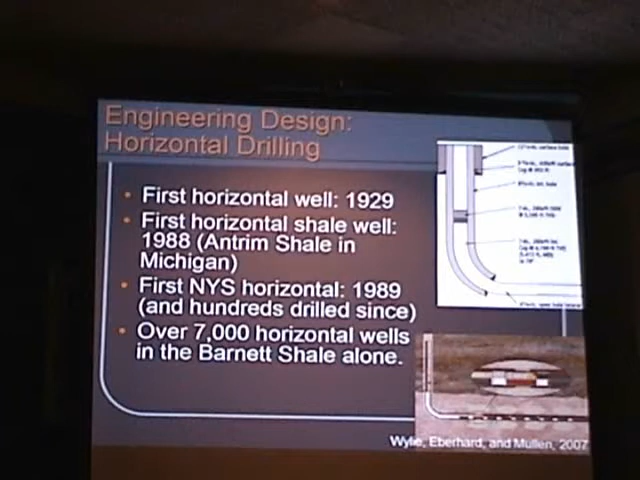 Engineering Design:
Horizontal Drilling
• First horizontal well: 1929
• First horizontal shale well:
1988 (Antrim Shale in
Michigan)
• First NYS horizontal: 1989
(and hundreds drilled since)
• Over 7,000 horizontal wells
in the Barnett Shale alone.
Wylie, Eberhard, and Mullen, 2007